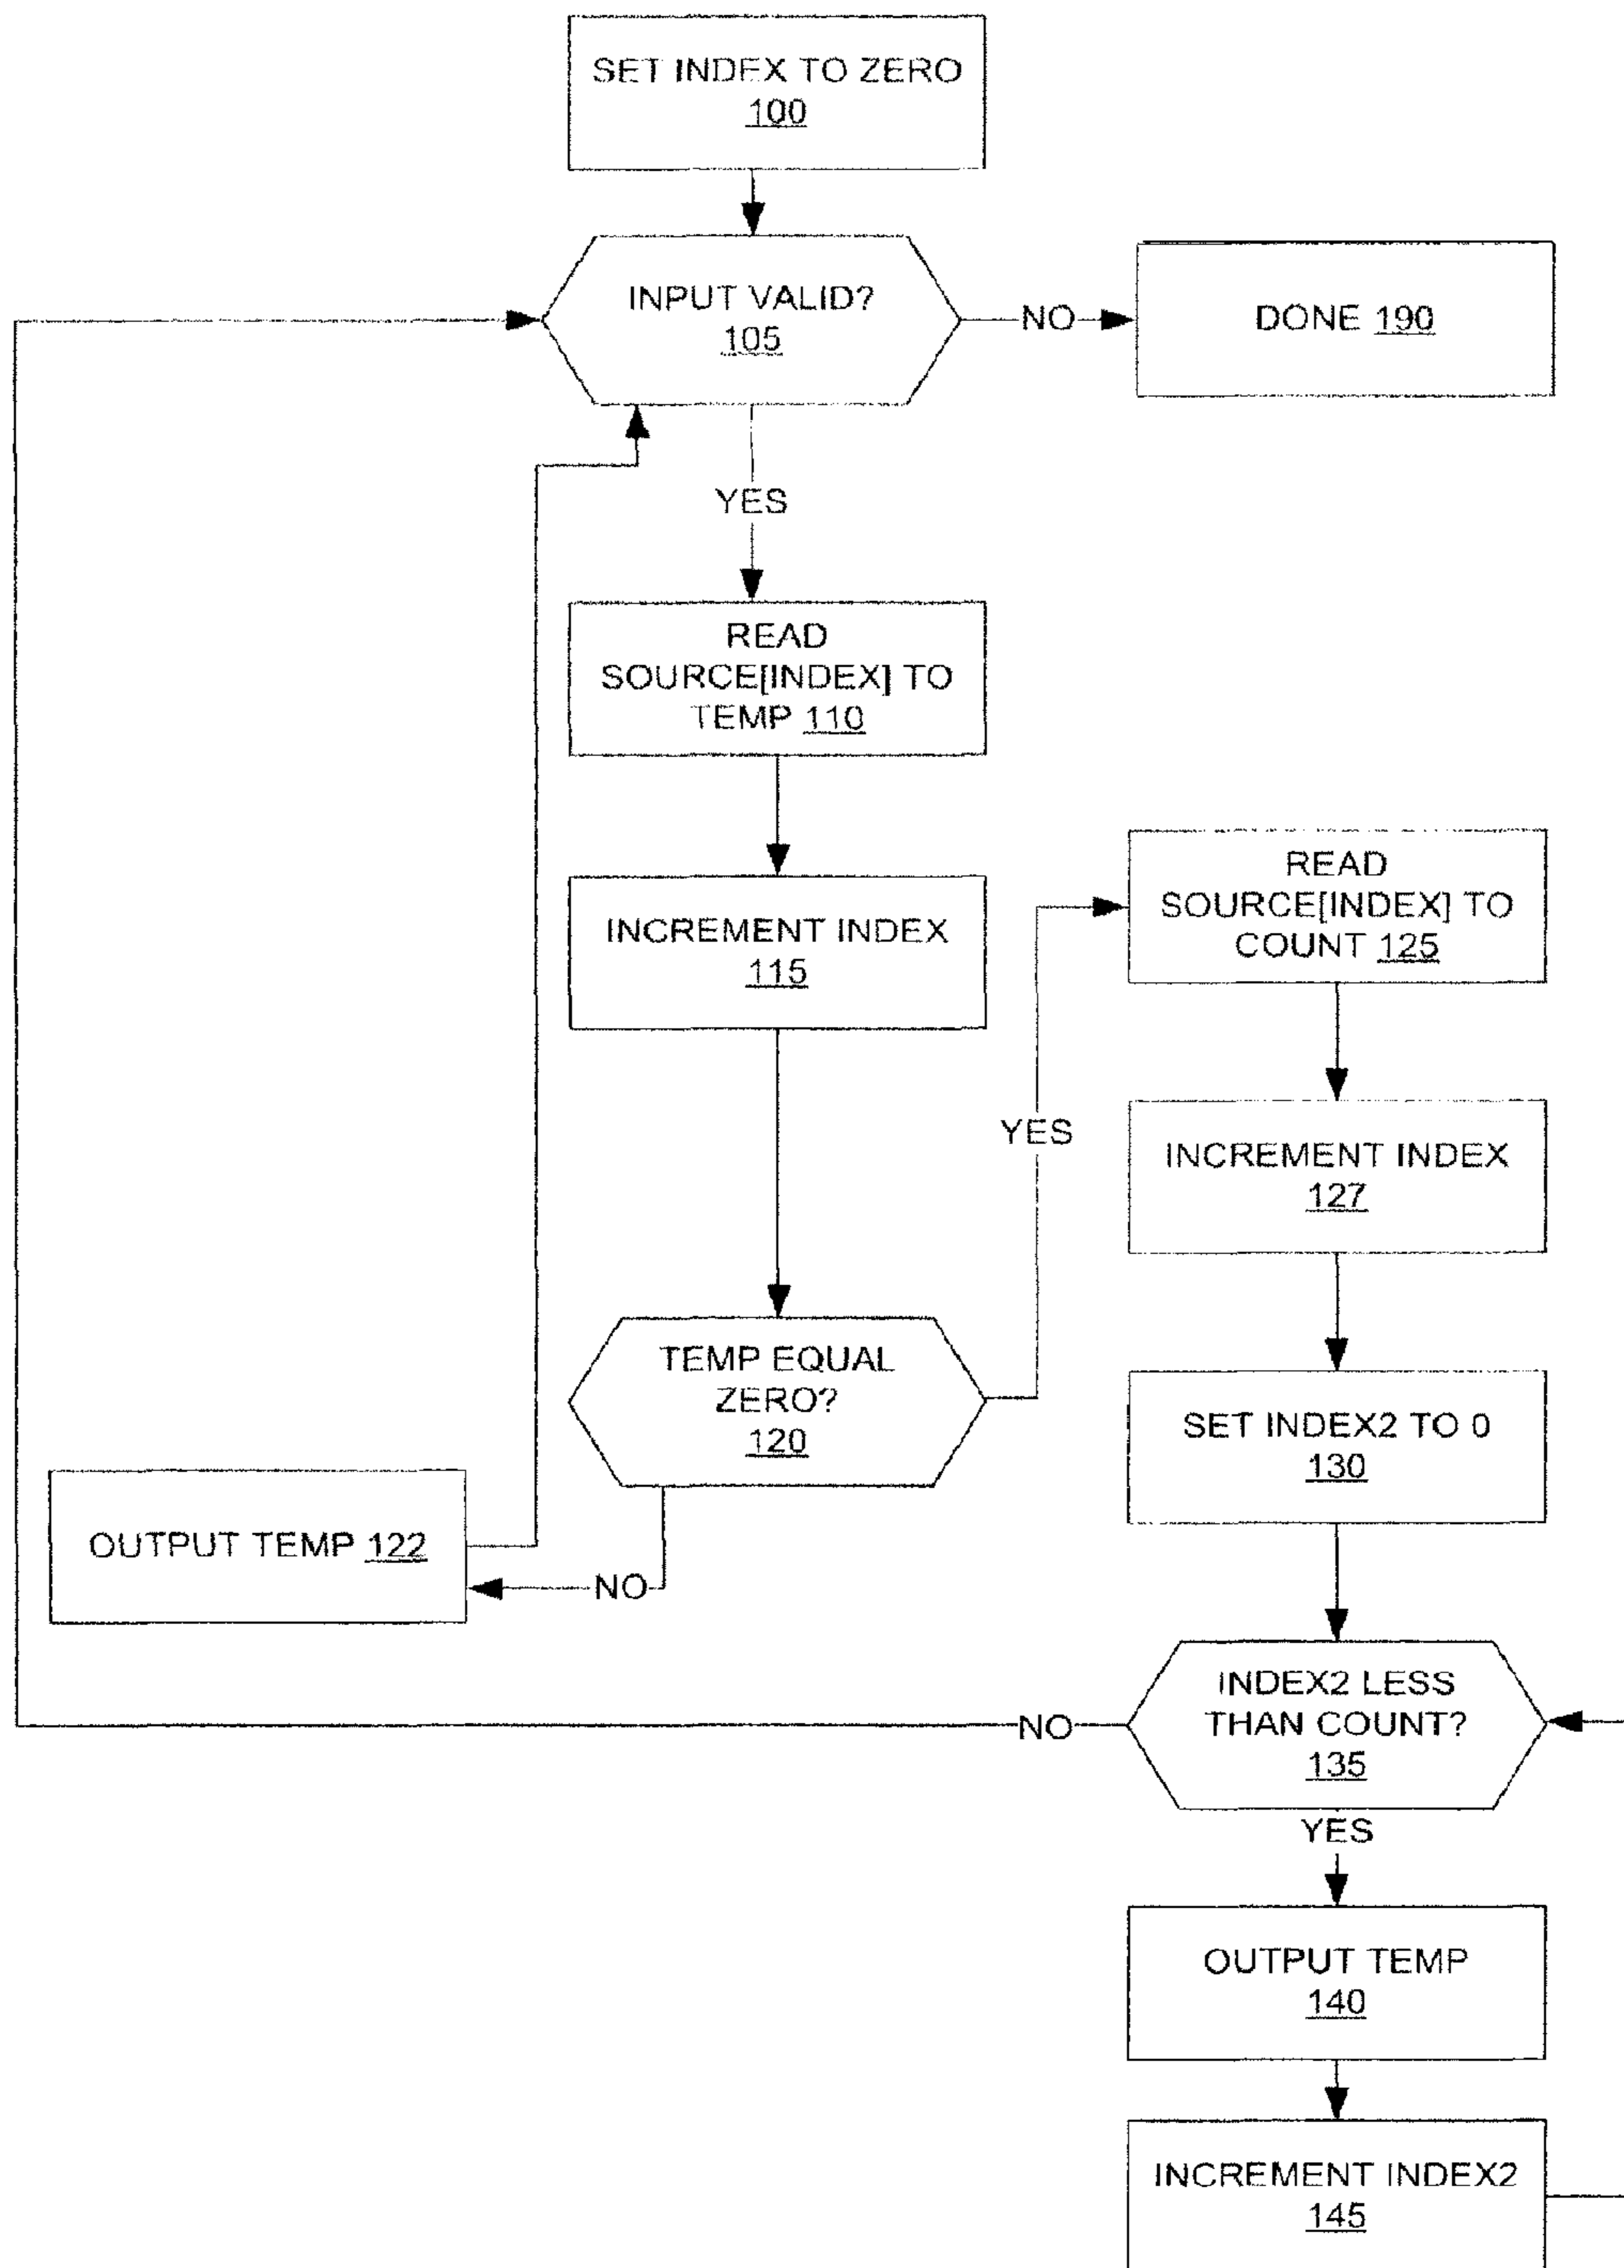 SET INDEX TO ZERO
100
INPUT VALID?
105
NO
DONE 190
YES
READ
SOURCE[INDEX] TO
TEMP 110
INCREMENT INDEX
115
READ
SOURCE[INDEX] TO
COUNT 125
YES
INCREMENT INDEX
127
TEMP EQUAL
ZERO?
120
SET INDEX2 TO 0
130
OUTPUT TEMP 122
NO
INDEX2 LESS
THAN COUNT?
135
NO
YES
OUTPUT TEMP
140
INCREMENT INDEX2
145